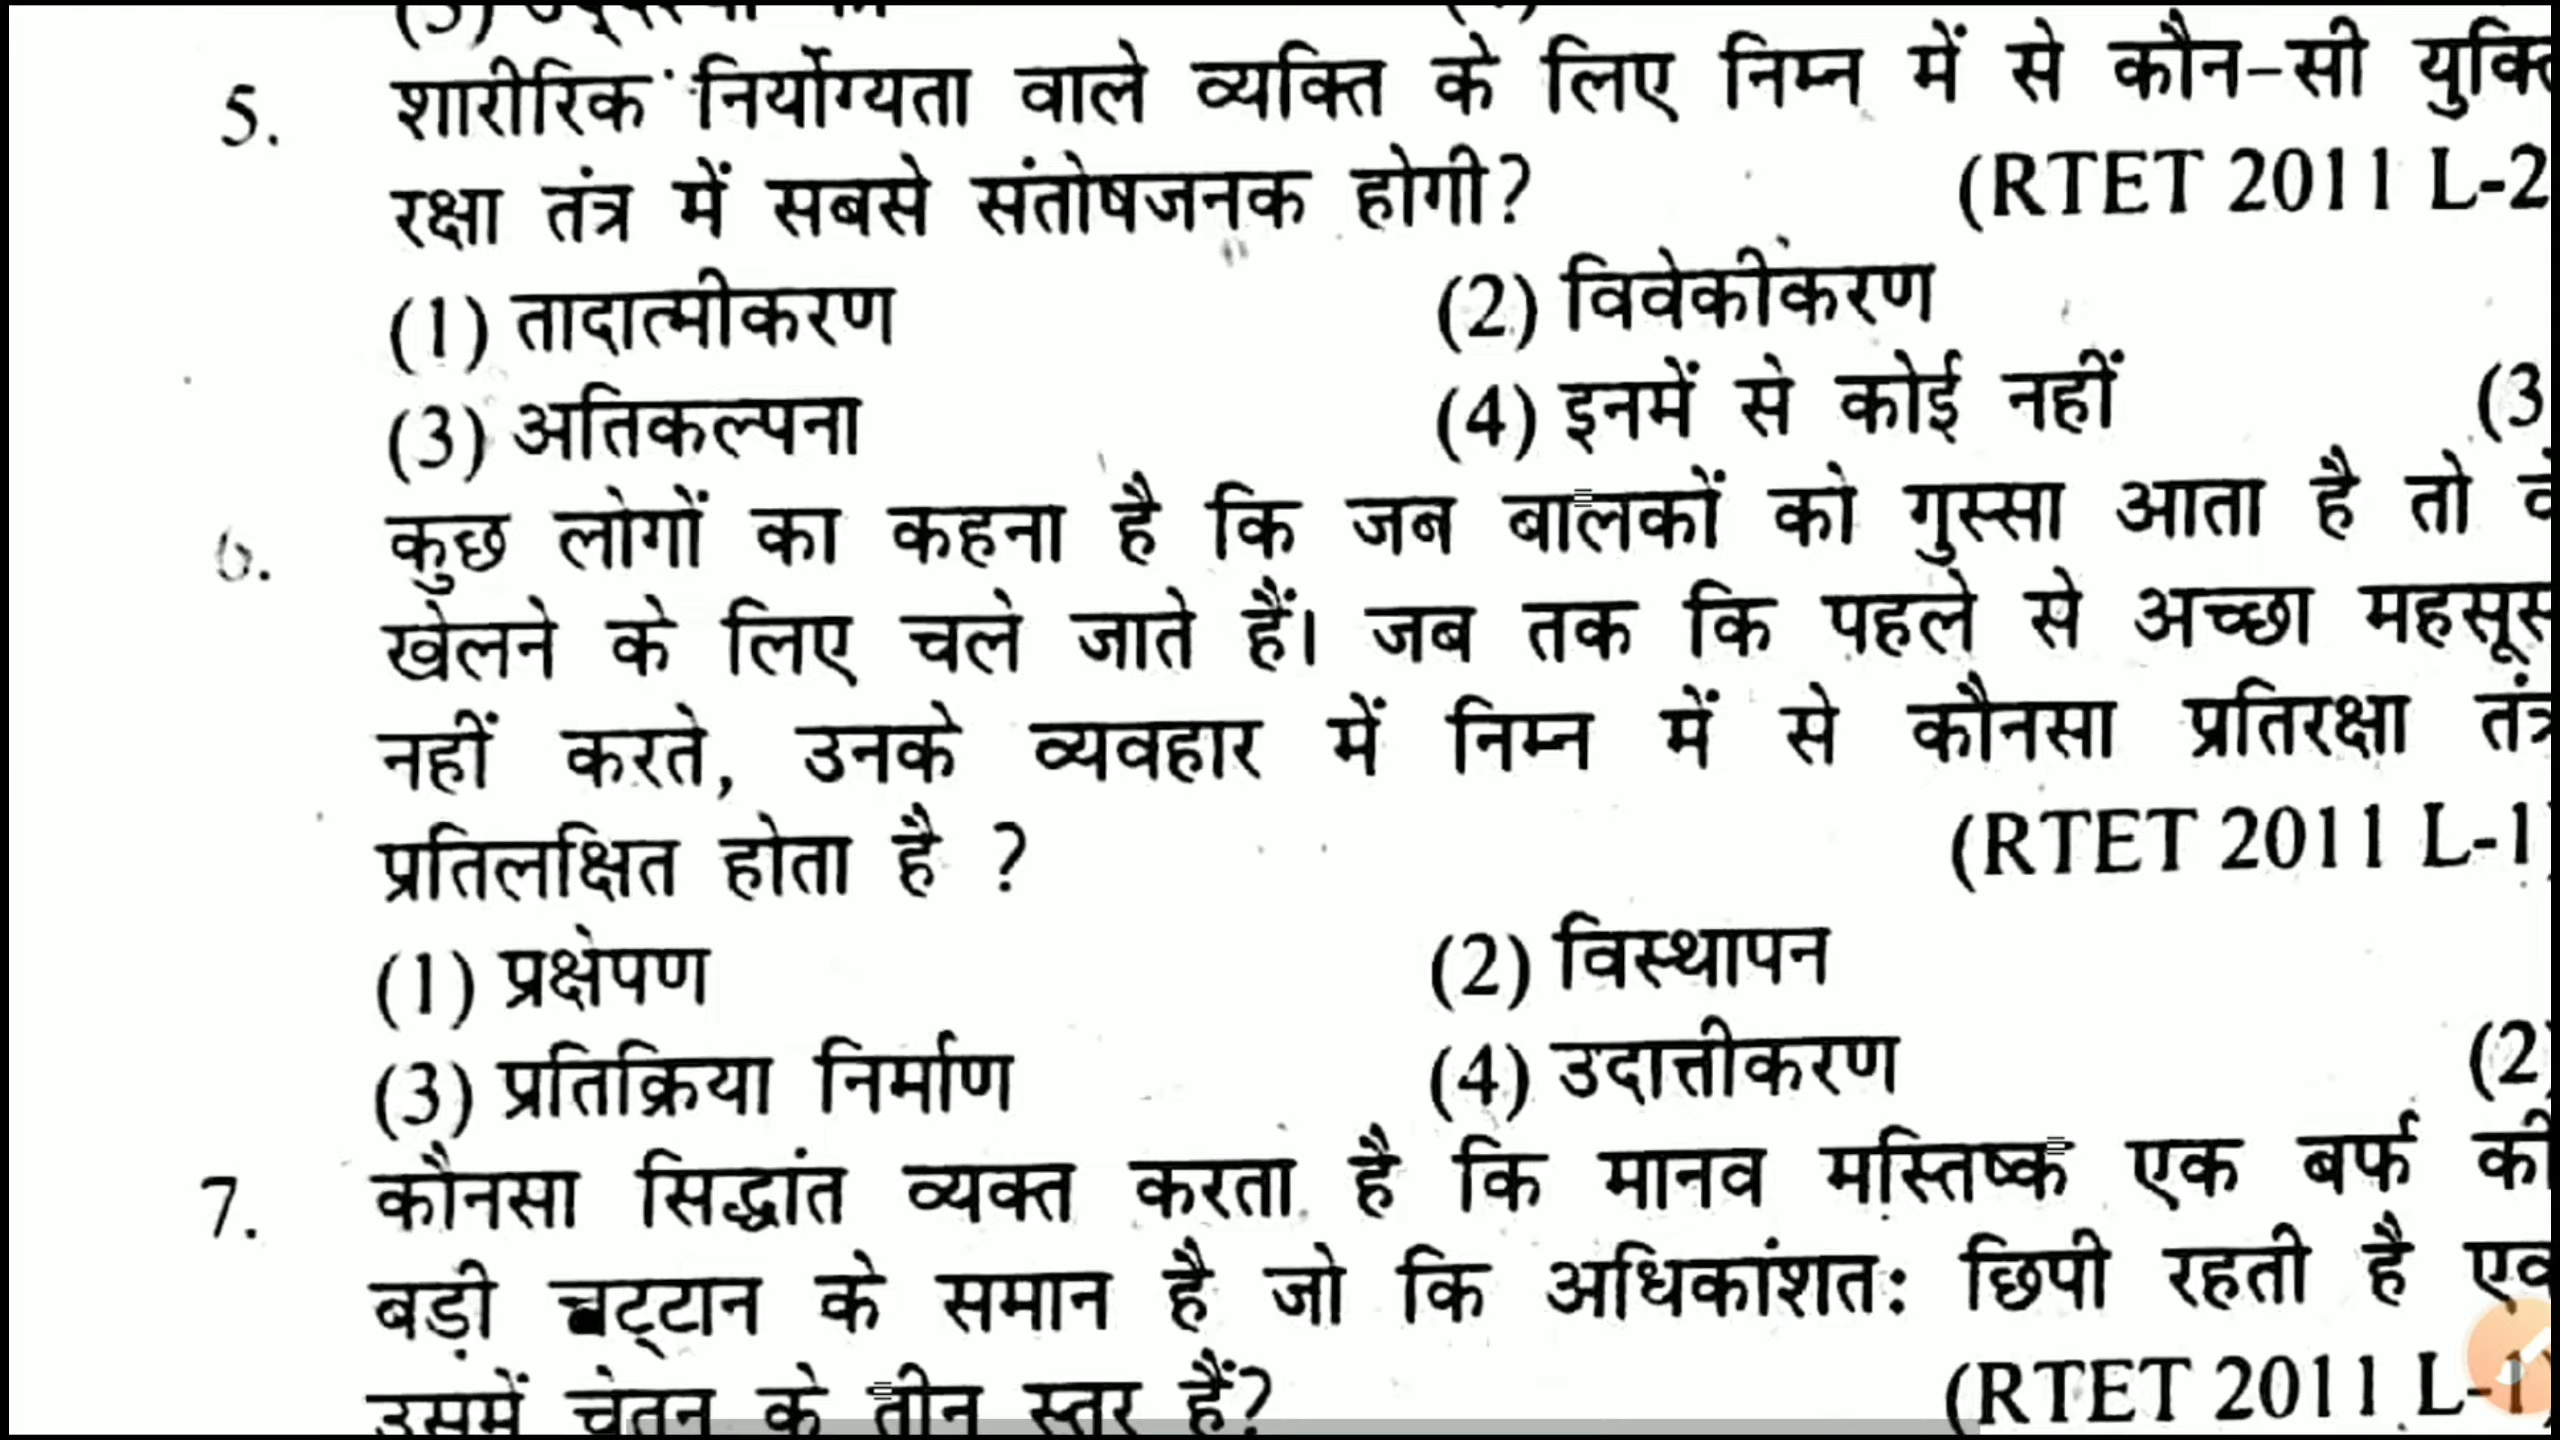 5. शारीरिक निर्योग्यता वाले व्यक्ति के लिए निम्न में से कौन-सी
रक्षा तंत्र में सबसे संतोषजनक होगी? (RTET 2011 L-2
(1) तादात्मीकरण (2) विवेकीकरण
(3) अतिकल्पना (4) इनमें से कोई नहीं (3
6. कुछ लोगों का कहना है कि जब बालकों को गुस्सा आता है तो
खेलने के लिए चले जाते हैं। जब तक कि पहले से अच्छा महसूस
नहीं करते, उनके व्यवहार में निम्न में से कौनसा प्रतिरक्षा तंत्र
प्रतिलक्षित होता है ? (RTET 2011 L-1)
(1) प्रक्षेपण (2) विस्थापन
(3) प्रतिक्रिया निर्माण (4) उदात्तीकरण (2)
7. कौनसा सिद्धांत व्यक्त करता है कि मानव मस्तिष्क एक बर्फ की
बड़ी चट्टान के समान है जो कि अधिकांशत: छिपी रहती है
उसमें चेतन के तीन स्तर हैं? (RTET 2011 L-1)